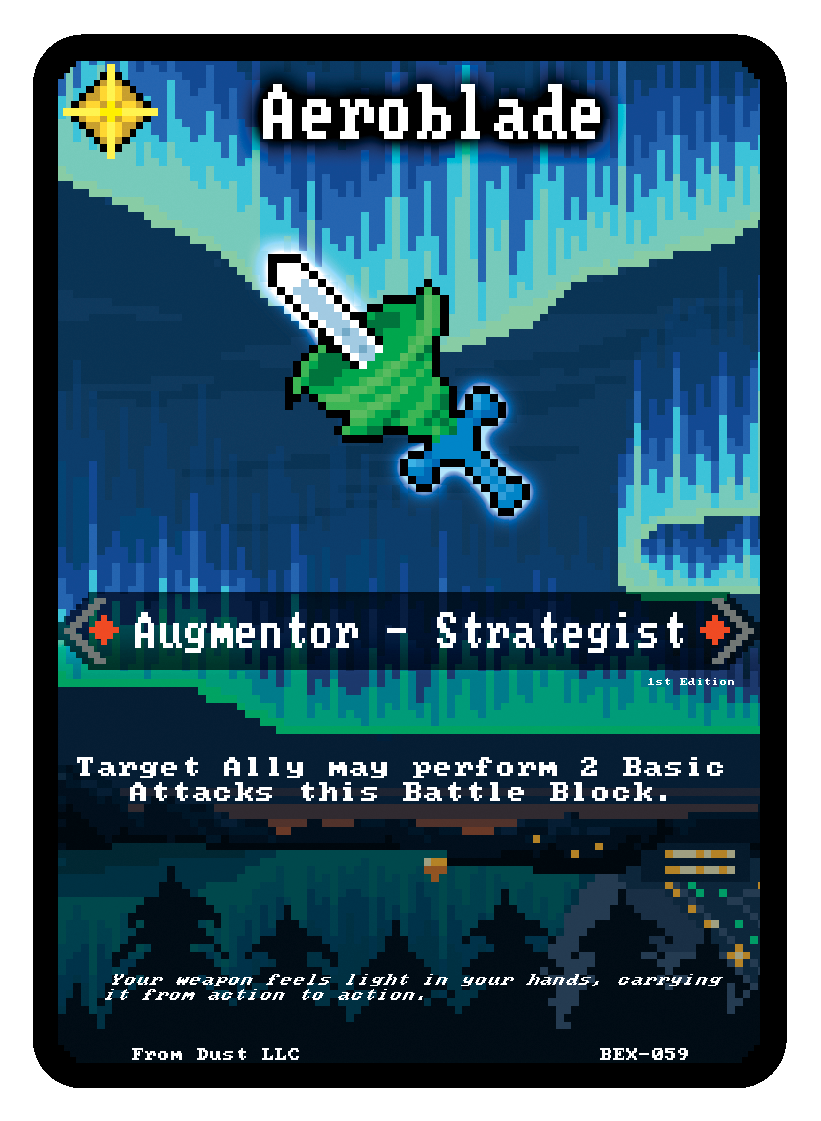 Aeroblade
Augmentor - Strategist
1st Edition
Target Ally may perform 2 Basic
Attacks this Battle Block.
Your weapon feels light in your hands, carrying
it from action to action.
From Dust LLC
BEX-059